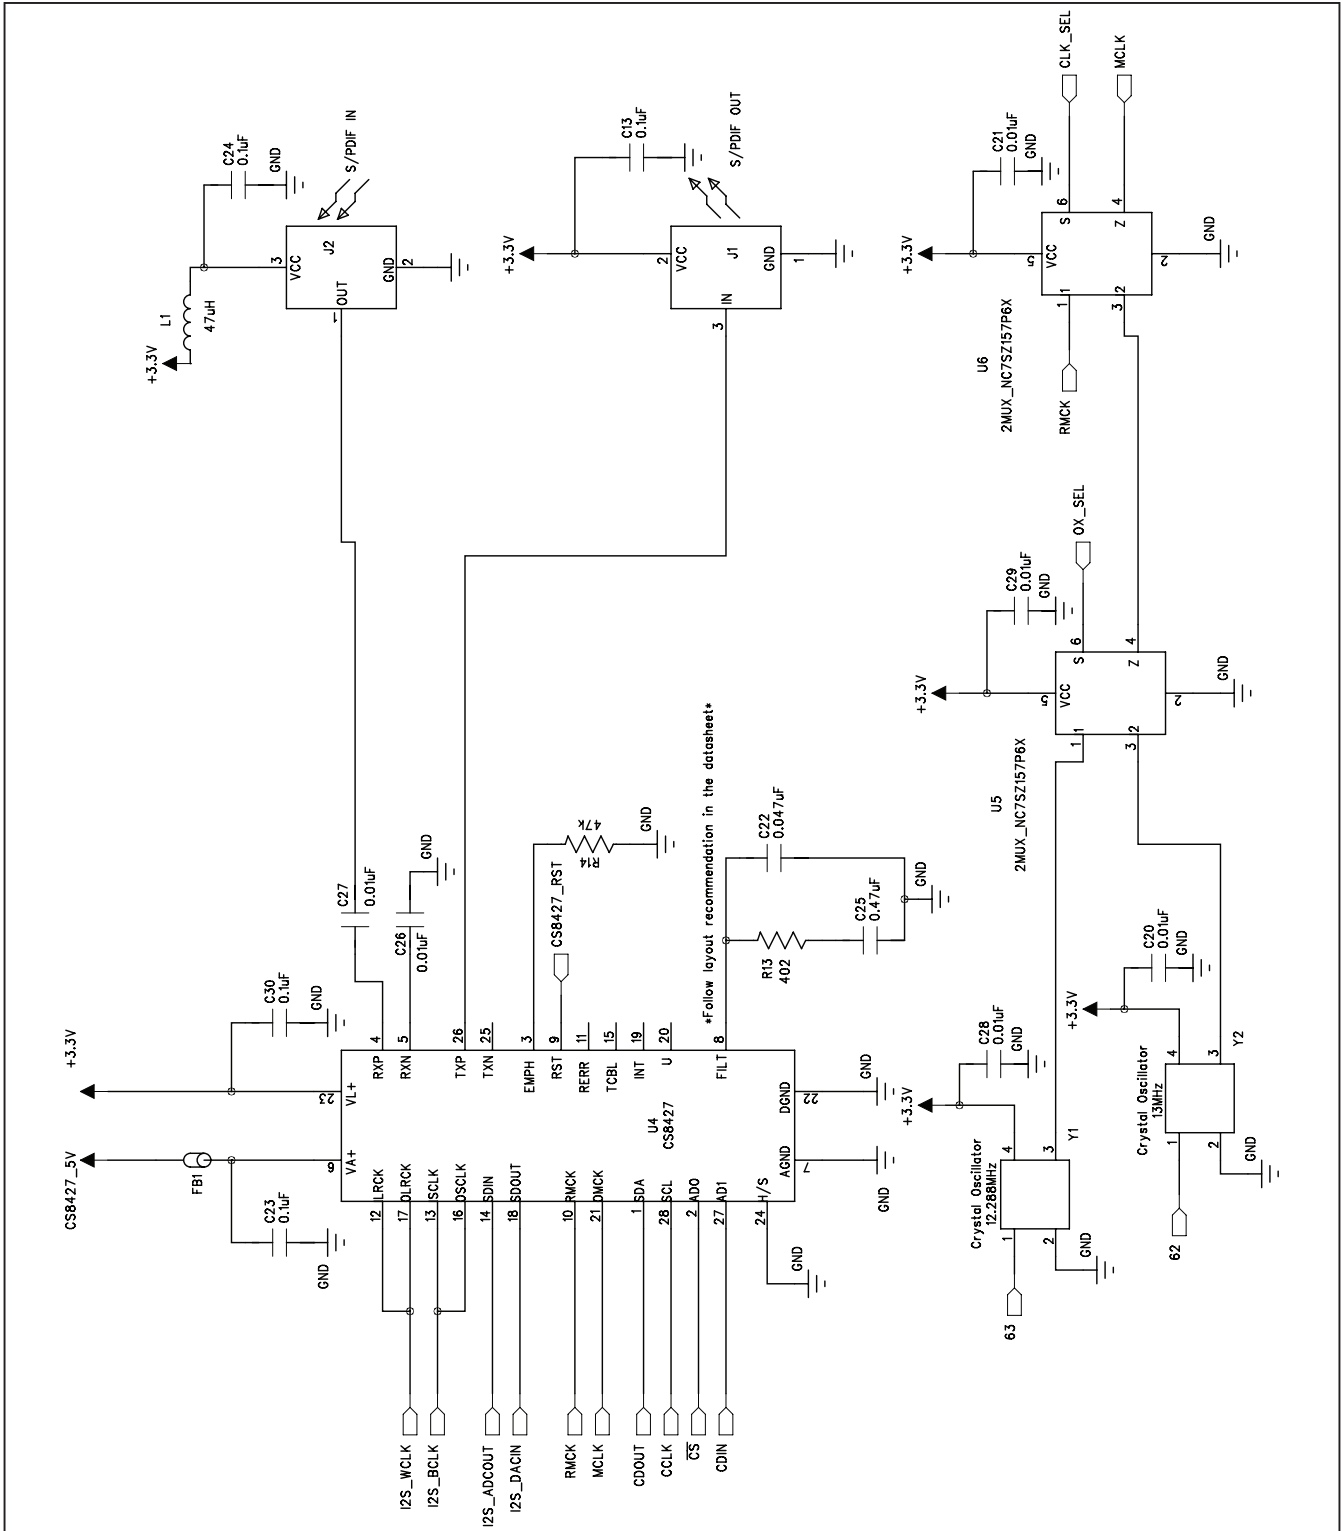 CS8427_5V
+3.3V
FB1
C23
0.1uF
GND
C30
0.1uF
GND
6
VA+
23
VL+
12
LRCK
17
OLRCK
13
SCLK
16
OSCLK
14
SDIN
18
SDOUT
10
RMCK
21
OMCK
1
SDA
28
SCL
2
AD0
27
AD1
24
H/S
U4
CS8427
RXP
4
RXN
5
TXP
26
TXN
25
EMPH
3
RST
9
RERR
11
TCBL
15
INT
19
U
20
FILT
8
AGND
7
GND
DGND
22
GND
GND
I2S_WCLK
I2S_BCLK
I2S_ADCOUT
I2S_DACIN
RMCK
MCLK
CDOUT
CCLK
CS
CDIN
C27
0.01uF
C26
0.01uF
GND
R14
47k
GND
CS8427_RST
*Follow layout recommendation in the datasheet*
R13
402
C25
0.47uF
C22
0.047uF
GND
+3.3V
L1
47uH
C24
0.1uF
GND
S/PDIF IN
J2
3
VCC
OUT
1
GND
2
+3.3V
C13
0.1uF
S/PDIF OUT
J1
2
VCC
IN
3
GND
1
63
Crystal Oscillator
12.288MHz
1
2
4
3
Y1
GND
+3.3V
C28
0.01uF
GND
62
Crystal Oscillator
13MHz
1
2
4
3
Y2
GND
+3.3V
C20
0.01uF
GND
U5
2MUX_NC7SZ157P6X
+3.3V
C29
0.01uF
GND
5
VCC
1
I1
3
I2
S
6
Z
4
2
GND
OX_SEL
U6
2MUX_NC7SZ157P6X
RMCK
+3.3V
C21
0.01uF
GND
5
VCC
1
I1
3
I2
S
6
Z
4
2
GND
CLK_SEL
MCLK